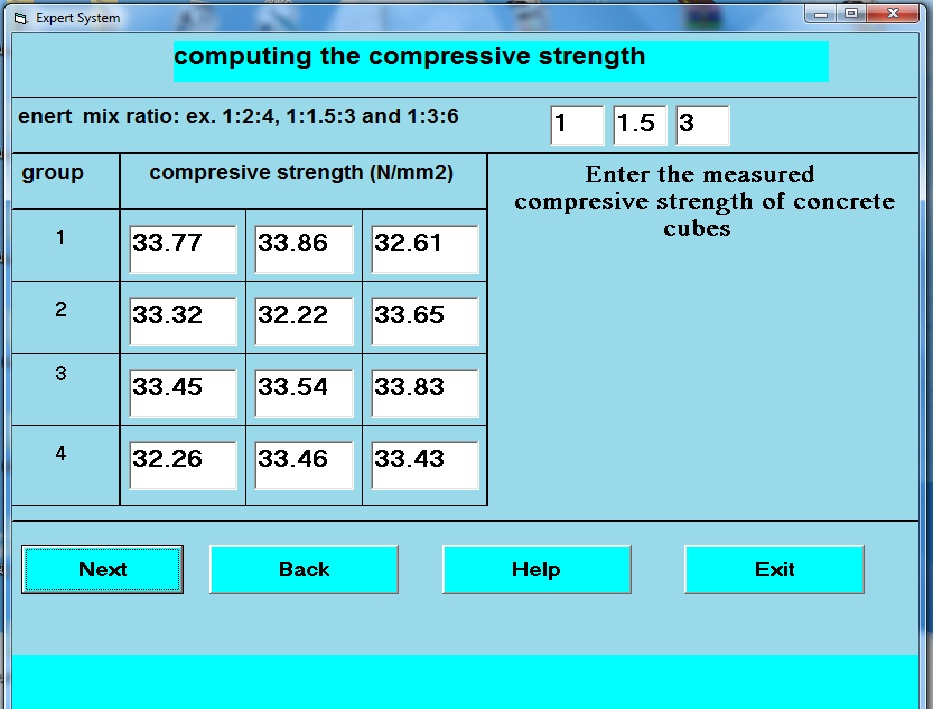 Expert System
computing the compressive strength
enert mix ratio: ex. 1:2:4, 1:1.5:3 and 1:3:6
1 1.5 3
group compresive strength (N/mm2)
Enter the measured
compresive strength of concrete
cubes
1 33.77 33.86 32.61
2 33.32 32.22 33.65
3 33.45 33.54 33.83
4 32.26 33.46 33.43
Next Back Help Exit